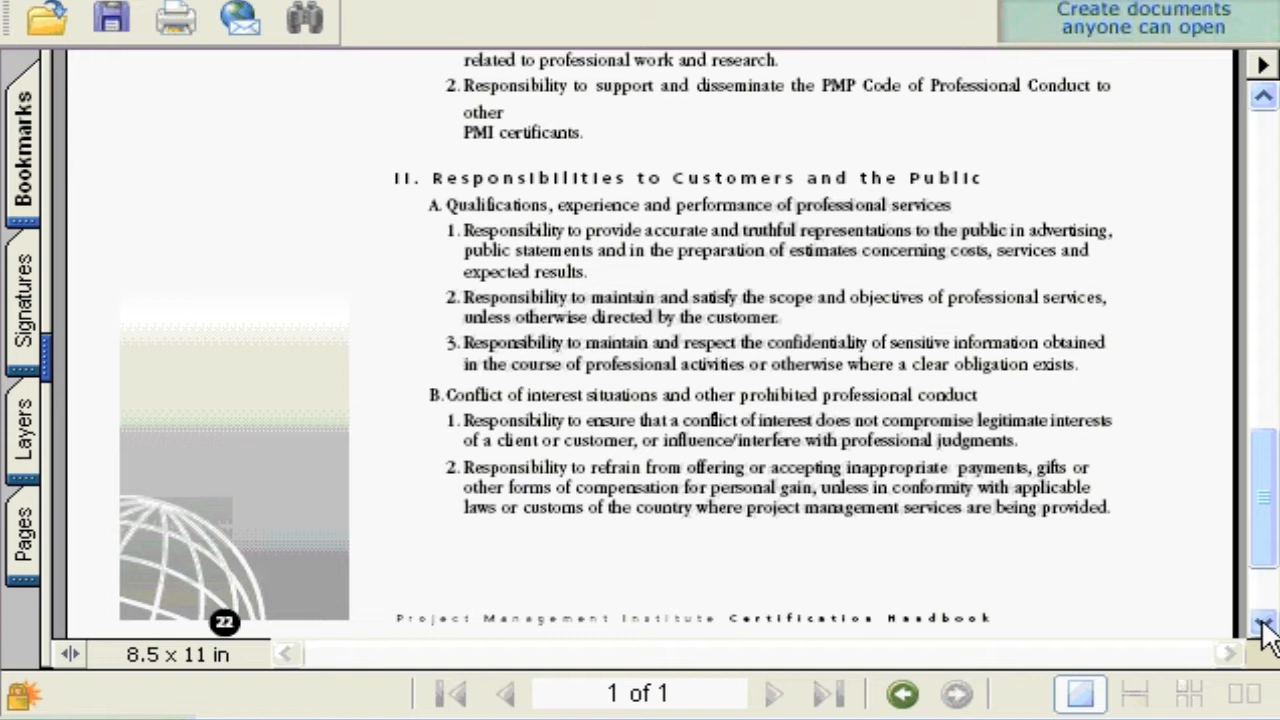 Create documents
anyone can open
related to professional work and research.
2. Responsibility to support and disseminate the PMP Code of Professional Conduct to
other
PMI certificants.
II. Responsibilities to Customers and the Public
A. Qualifications, experience and performance of professional services
1. Responsibility to provide accurate and truthful representations to the public in advertising,
public statements and in the preparation of estimates concerning costs, services and
expected results.
2. Responsibility to maintain and satisfy the scope and objectives of professional services,
unless otherwise directed by the customer.
3. Responsibility to maintain and respect the confidentiality of sensitive information obtained
in the course of professional activities or otherwise where a clear obligation exists.
B. Conflict of interest situations and other prohibited professional conduct
1. Responsibility to ensure that a conflict of interest does not compromise legitimate interests
of a client or customer, or influence/interfere with professional judgments.
2. Responsibility to refrain from offering or accepting inappropriate payments, gifts or
other forms of compensation for personal gain, unless in conformity with applicable
laws or customs of the country where project management services are being provided.
22
Project Management Institute Certification Handbook
Bookmarks
Signatures
Layers
Pages
8.5 x 11 in
1 of 1